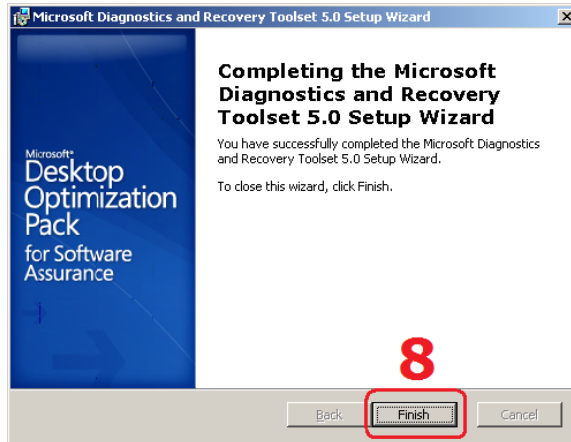 Microsoft Diagnostics and Recovery Toolset 5.0 Setup Wizard
Completing the Microsoft
Diagnostics and Recovery
Toolset 5.0 Setup Wizard
You have successfully completed the Microsoft Diagnostics
and Recovery Toolset 5.0 Setup Wizard.
To close this wizard, click Finish.
Microsoft*
Desktop
Optimization
Pack
for Software
Assurance
8
Back Finish Cancel